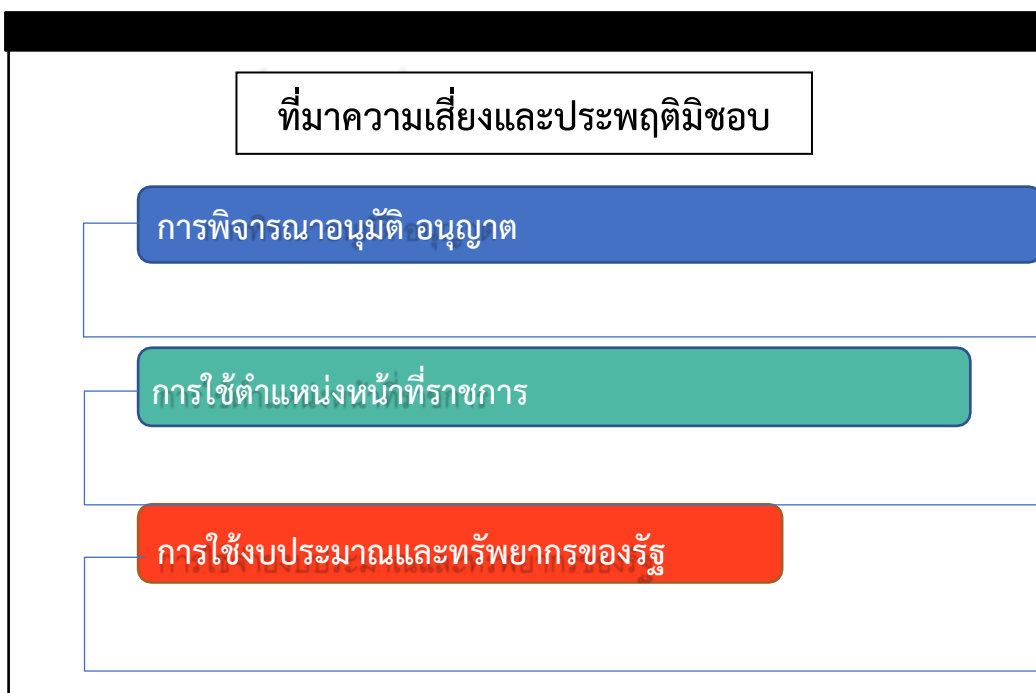 ที่มาความเสี่ยงและประพฤติมิชอบ
การพิจารณาอนุมัติ อนุญาต
การใช้ตำแหน่งหน้าที่ราชการ
การใช้งบประมาณและทรัพยากรของรัฐ